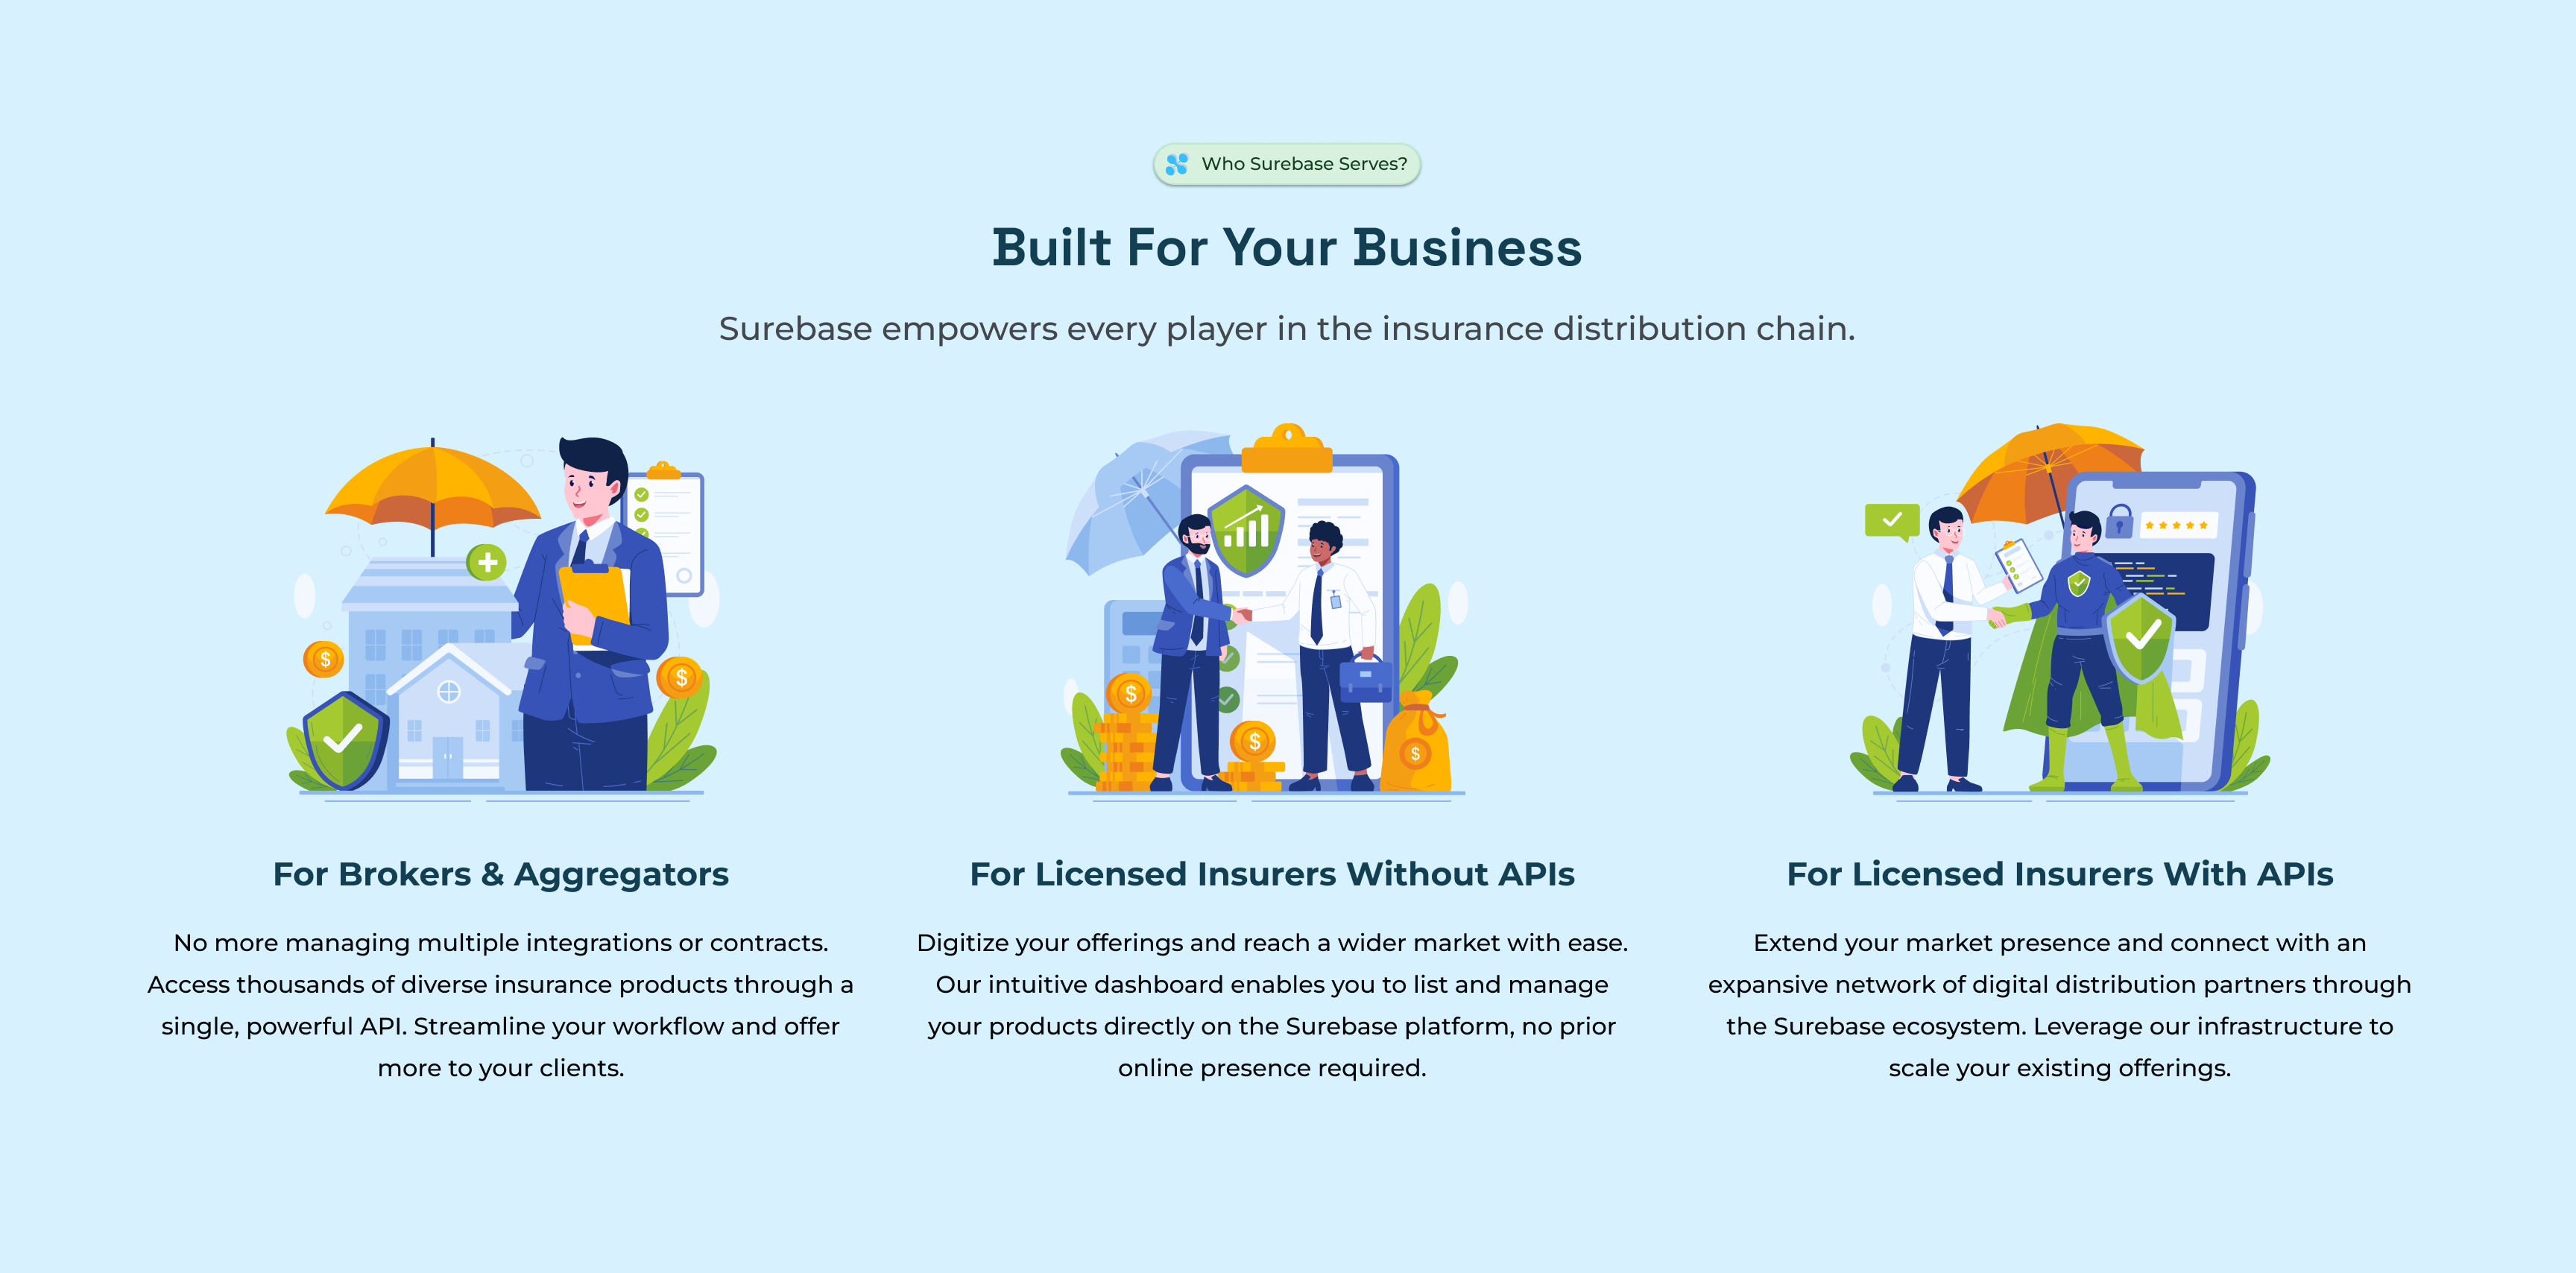 Who Surebase Serves?
Built For Your Business
Surebase empowers every player in the insurance distribution chain.
$
$
For Brokers & Aggregators
No more managing multiple integrations or contracts.
Access thousands of diverse insurance products through a
single, powerful API. Streamline your workflow and offer
more to your clients.
$
$
$
For Licensed Insurers Without APIs
Digitize your offerings and reach a wider market with ease.
Our intuitive dashboard enables you to list and manage
your products directly on the Surebase platform, no prior
online presence required.
For Licensed Insurers With APIs
Extend your market presence and connect with an
expansive network of digital distribution partners through
the Surebase ecosystem. Leverage our infrastructure to
scale your existing offerings.